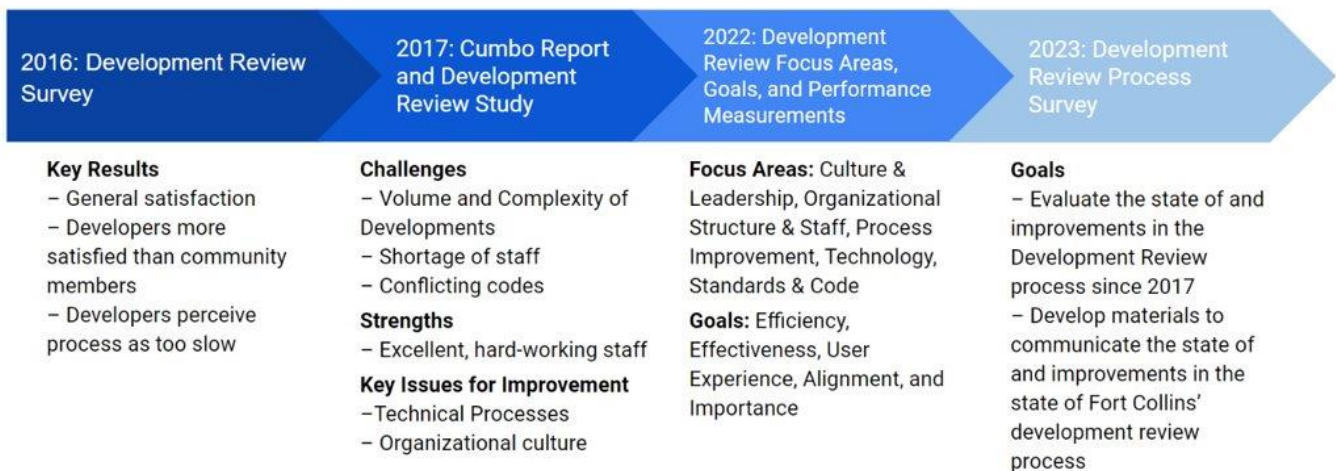 2016: Development Review
Survey
Key Results
– General satisfaction
– Developers more
satisfied than community
members
– Developers perceive
process as too slow
2017: Cumbo Report
and Development
Review Study
Challenges
– Volume and Complexity of
Developments
– Shortage of staff
– Conflicting codes
Strengths
– Excellent, hard-working staff
Key Issues for Improvement
–Technical Processes
– Organizational culture
2022: Development
Review Focus Areas,
Goals, and Performance
Measurements
Focus Areas: Culture &
Leadership, Organizational
Structure & Staff, Process
Improvement, Technology,
Standards & Code
Goals: Efficiency,
Effectiveness, User
Experience, Alignment, and
Importance
2023: Development
Review Process
Survey
Goals
– Evaluate the state of and
improvements in the
Development Review
process since 2017
– Develop materials to
communicate the state of
and improvements in the
state of Fort Collins’
development review
process